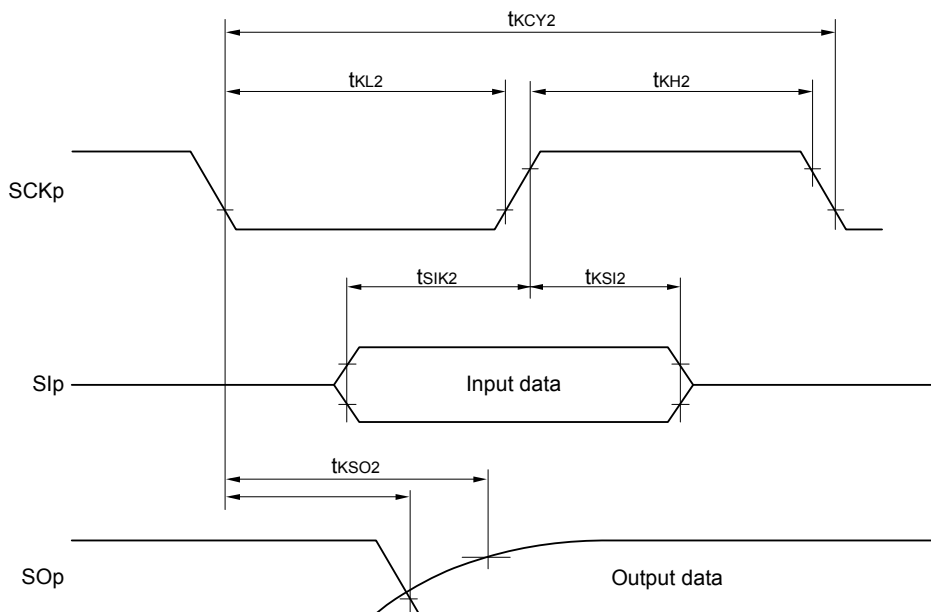 tKCY2
tKL2
tKH2
SCKp
tSIK2
tKSI2
SIp
Input data
tKSO2
SOp
Output data